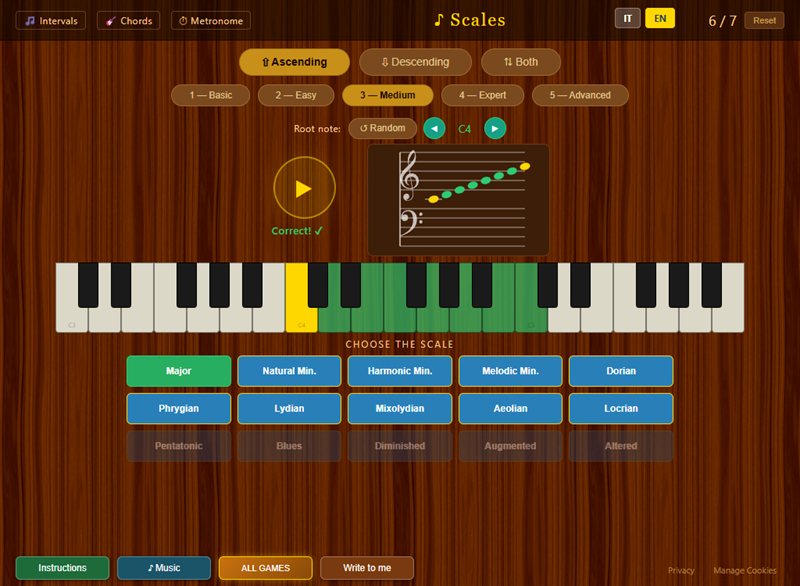 🎵 Intervals
🎸 Chords
⏱ Metronome
♪ Scales
IT
EN
6 / 7
Reset
⇧ Ascending
⇩ Descending
⇅ Both
1 — Basic
2 — Easy
3 — Medium
4 — Expert
5 — Advanced
Root note:
↺ Random
◄
C4
►
▶
Correct! ✓
C3
C4
C5
CHOOSE THE SCALE
Major
Natural Min.
Harmonic Min.
Melodic Min.
Dorian
Phrygian
Lydian
Mixolydian
Aeolian
Locrian
Pentatonic
Blues
Diminished
Augmented
Altered
Instructions
♪ Music
ALL GAMES
Write to me
Privacy
Manage Cookies